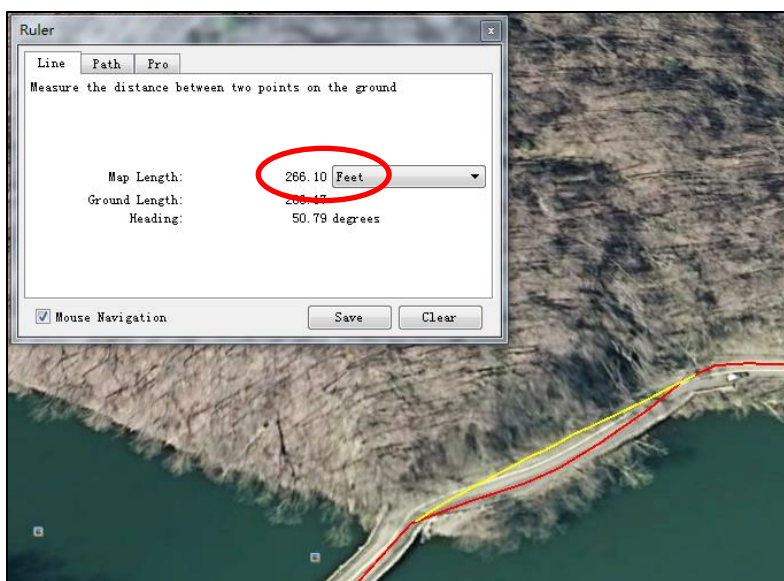 Ruler
Line Path Pro
Measure the distance between two points on the ground
Map Length: 266.10 Feet
Ground Length:
Heading: 50.79 degrees
Mouse Navigation Save Clear